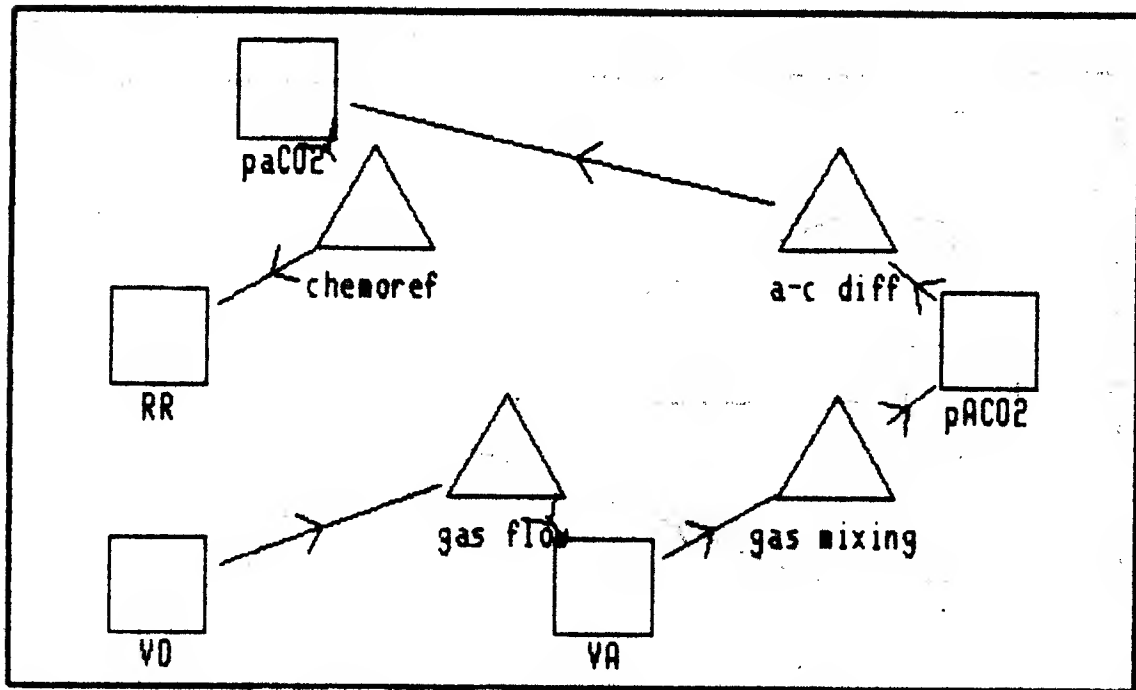 paCO2
chemoref
a-c diff
RR
pACO2
gas flow
gas mixing
VD
VA